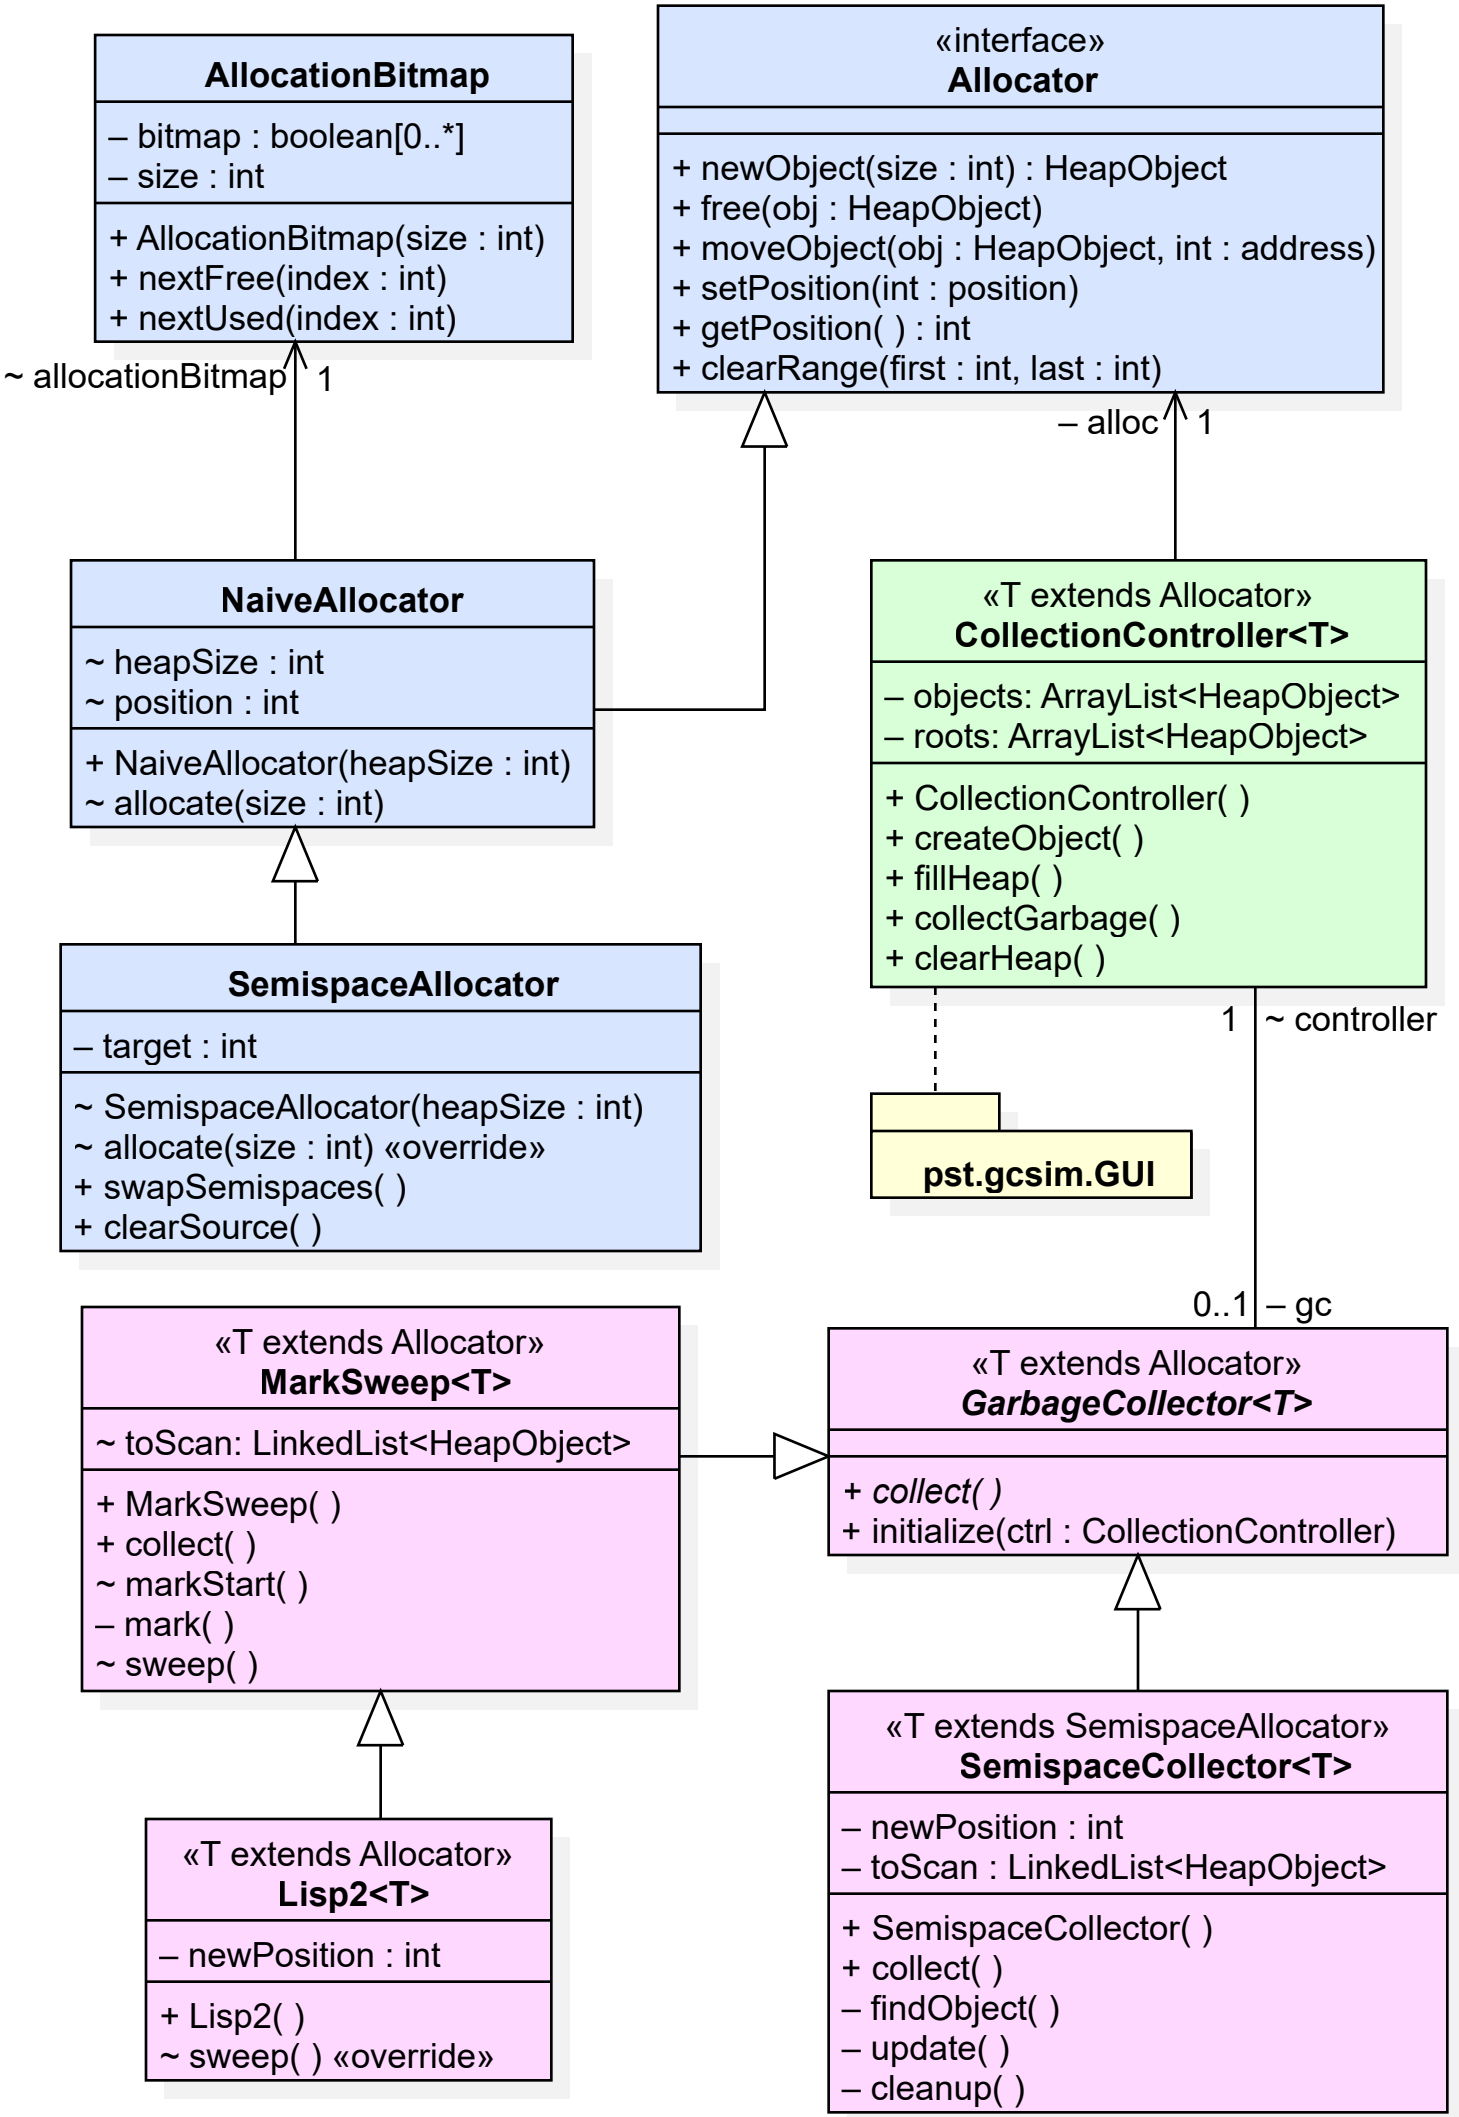 AllocationBitmap
– bitmap : boolean[0..*]
– size : int
+ AllocationBitmap(size : int)
+ nextFree(index : int)
+ nextUsed(index : int)
~ allocationBitmap
1
«interface»
Allocator
+ newObject(size : int) : HeapObject
+ free(obj : HeapObject)
+ moveObject(obj : HeapObject, int : address)
+ setPosition(int : position)
+ getPosition( ) : int
+ clearRange(first : int, last : int)
– alloc
1
NaiveAllocator
~ heapSize : int
~ position : int
+ NaiveAllocator(heapSize : int)
~ allocate(size : int)
«T extends Allocator»
CollectionController<T>
– objects: ArrayList<HeapObject>
– roots: ArrayList<HeapObject>
+ CollectionController( )
+ createObject( )
+ fillHeap( )
+ collectGarbage( )
+ clearHeap( )
1
~ controller
SemispaceAllocator
– target : int
~ SemispaceAllocator(heapSize : int)
~ allocate(size : int) «override»
+ swapSemispaces( )
+ clearSource( )
pst.gcsim.GUI
0..1
– gc
«T extends Allocator»
MarkSweep<T>
~ toScan: LinkedList<HeapObject>
+ MarkSweep( )
+ collect( )
~ markStart( )
– mark( )
~ sweep( )
«T extends Allocator»
GarbageCollector<T>
+ collect( )
+ initialize(ctrl : CollectionController)
«T extends Allocator»
Lisp2<T>
– newPosition : int
+ Lisp2( )
~ sweep( ) «override»
«T extends SemispaceAllocator»
SemispaceCollector<T>
– newPosition : int
– toScan : LinkedList<HeapObject>
+ SemispaceCollector( )
+ collect( )
– findObject( )
– update( )
– cleanup( )